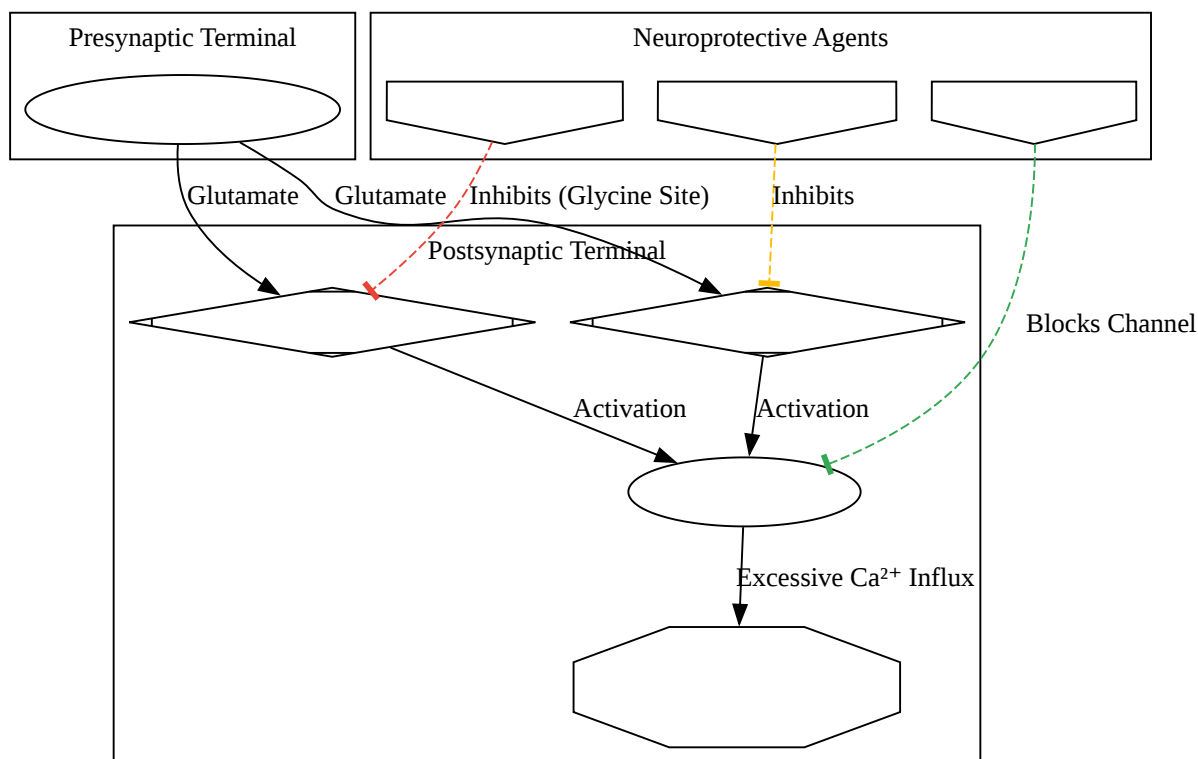 Presynaptic Terminal
Neuroprotective Agents
Glutamate
Glutamate
Inhibits (Glycine Site)
Inhibits
Postsynaptic Terminal
Blocks Channel
Activation
Activation
Excessive Ca²⁺ Influx